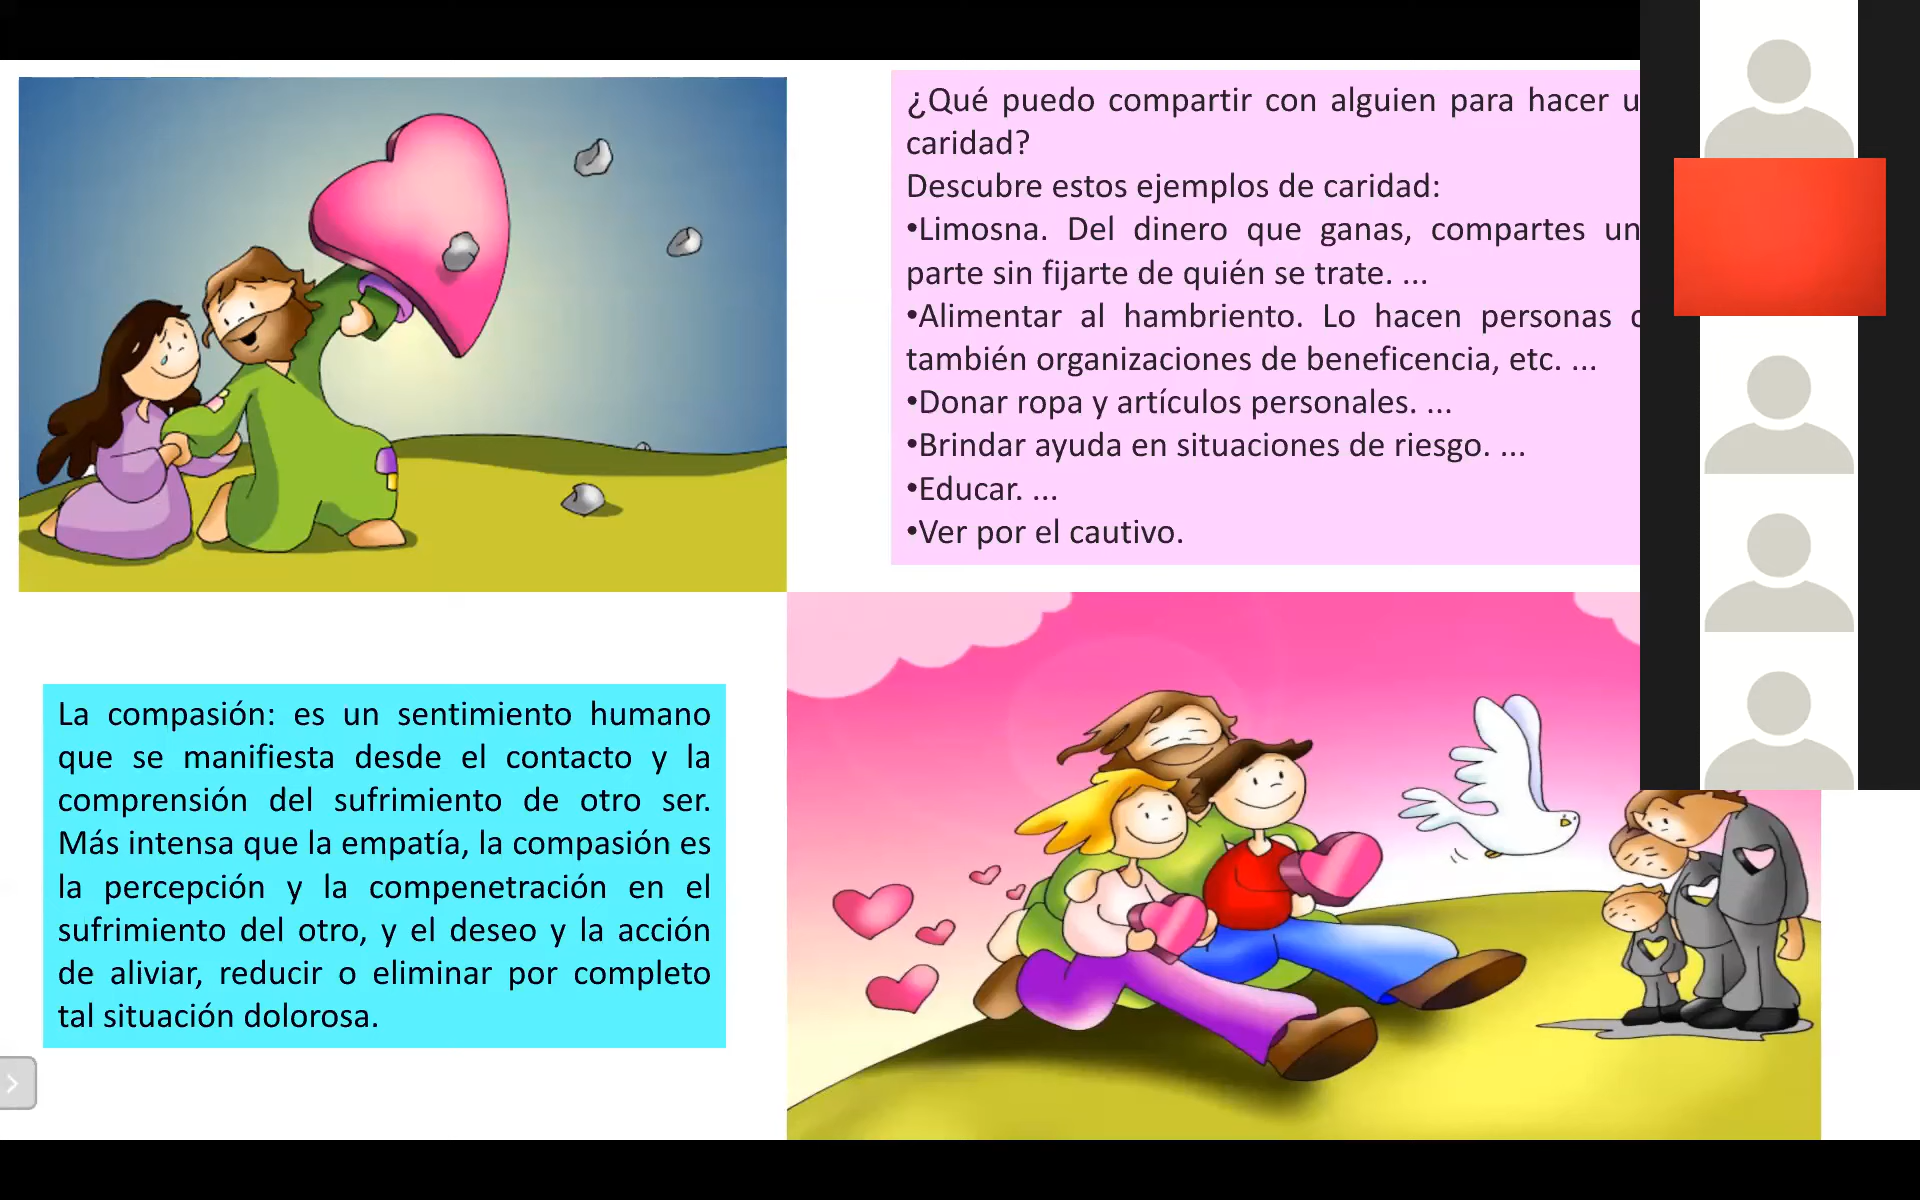 ¿Qué puedo compartir con alguien para hacer
caridad?
Descubre estos ejemplos de caridad:
•Limosna. Del dinero que ganas, compartes
parte sin fijarte de quién se trate. ...
•Alimentar al hambriento. Lo hacen personas
también organizaciones de beneficencia, etc. ...
•Donar ropa y artículos personales. ...
•Brindar ayuda en situaciones de riesgo. ...
•Educar. ...
•Ver por el cautivo.
La compasión: es un sentimiento humano
que se manifiesta desde el contacto y la
comprensión del sufrimiento de otro ser.
Más intensa que la empatía, la compasión es
la percepción y la compenetración en el
sufrimiento del otro, y el deseo y la acción
de aliviar, reducir o eliminar por completo
tal situación dolorosa.